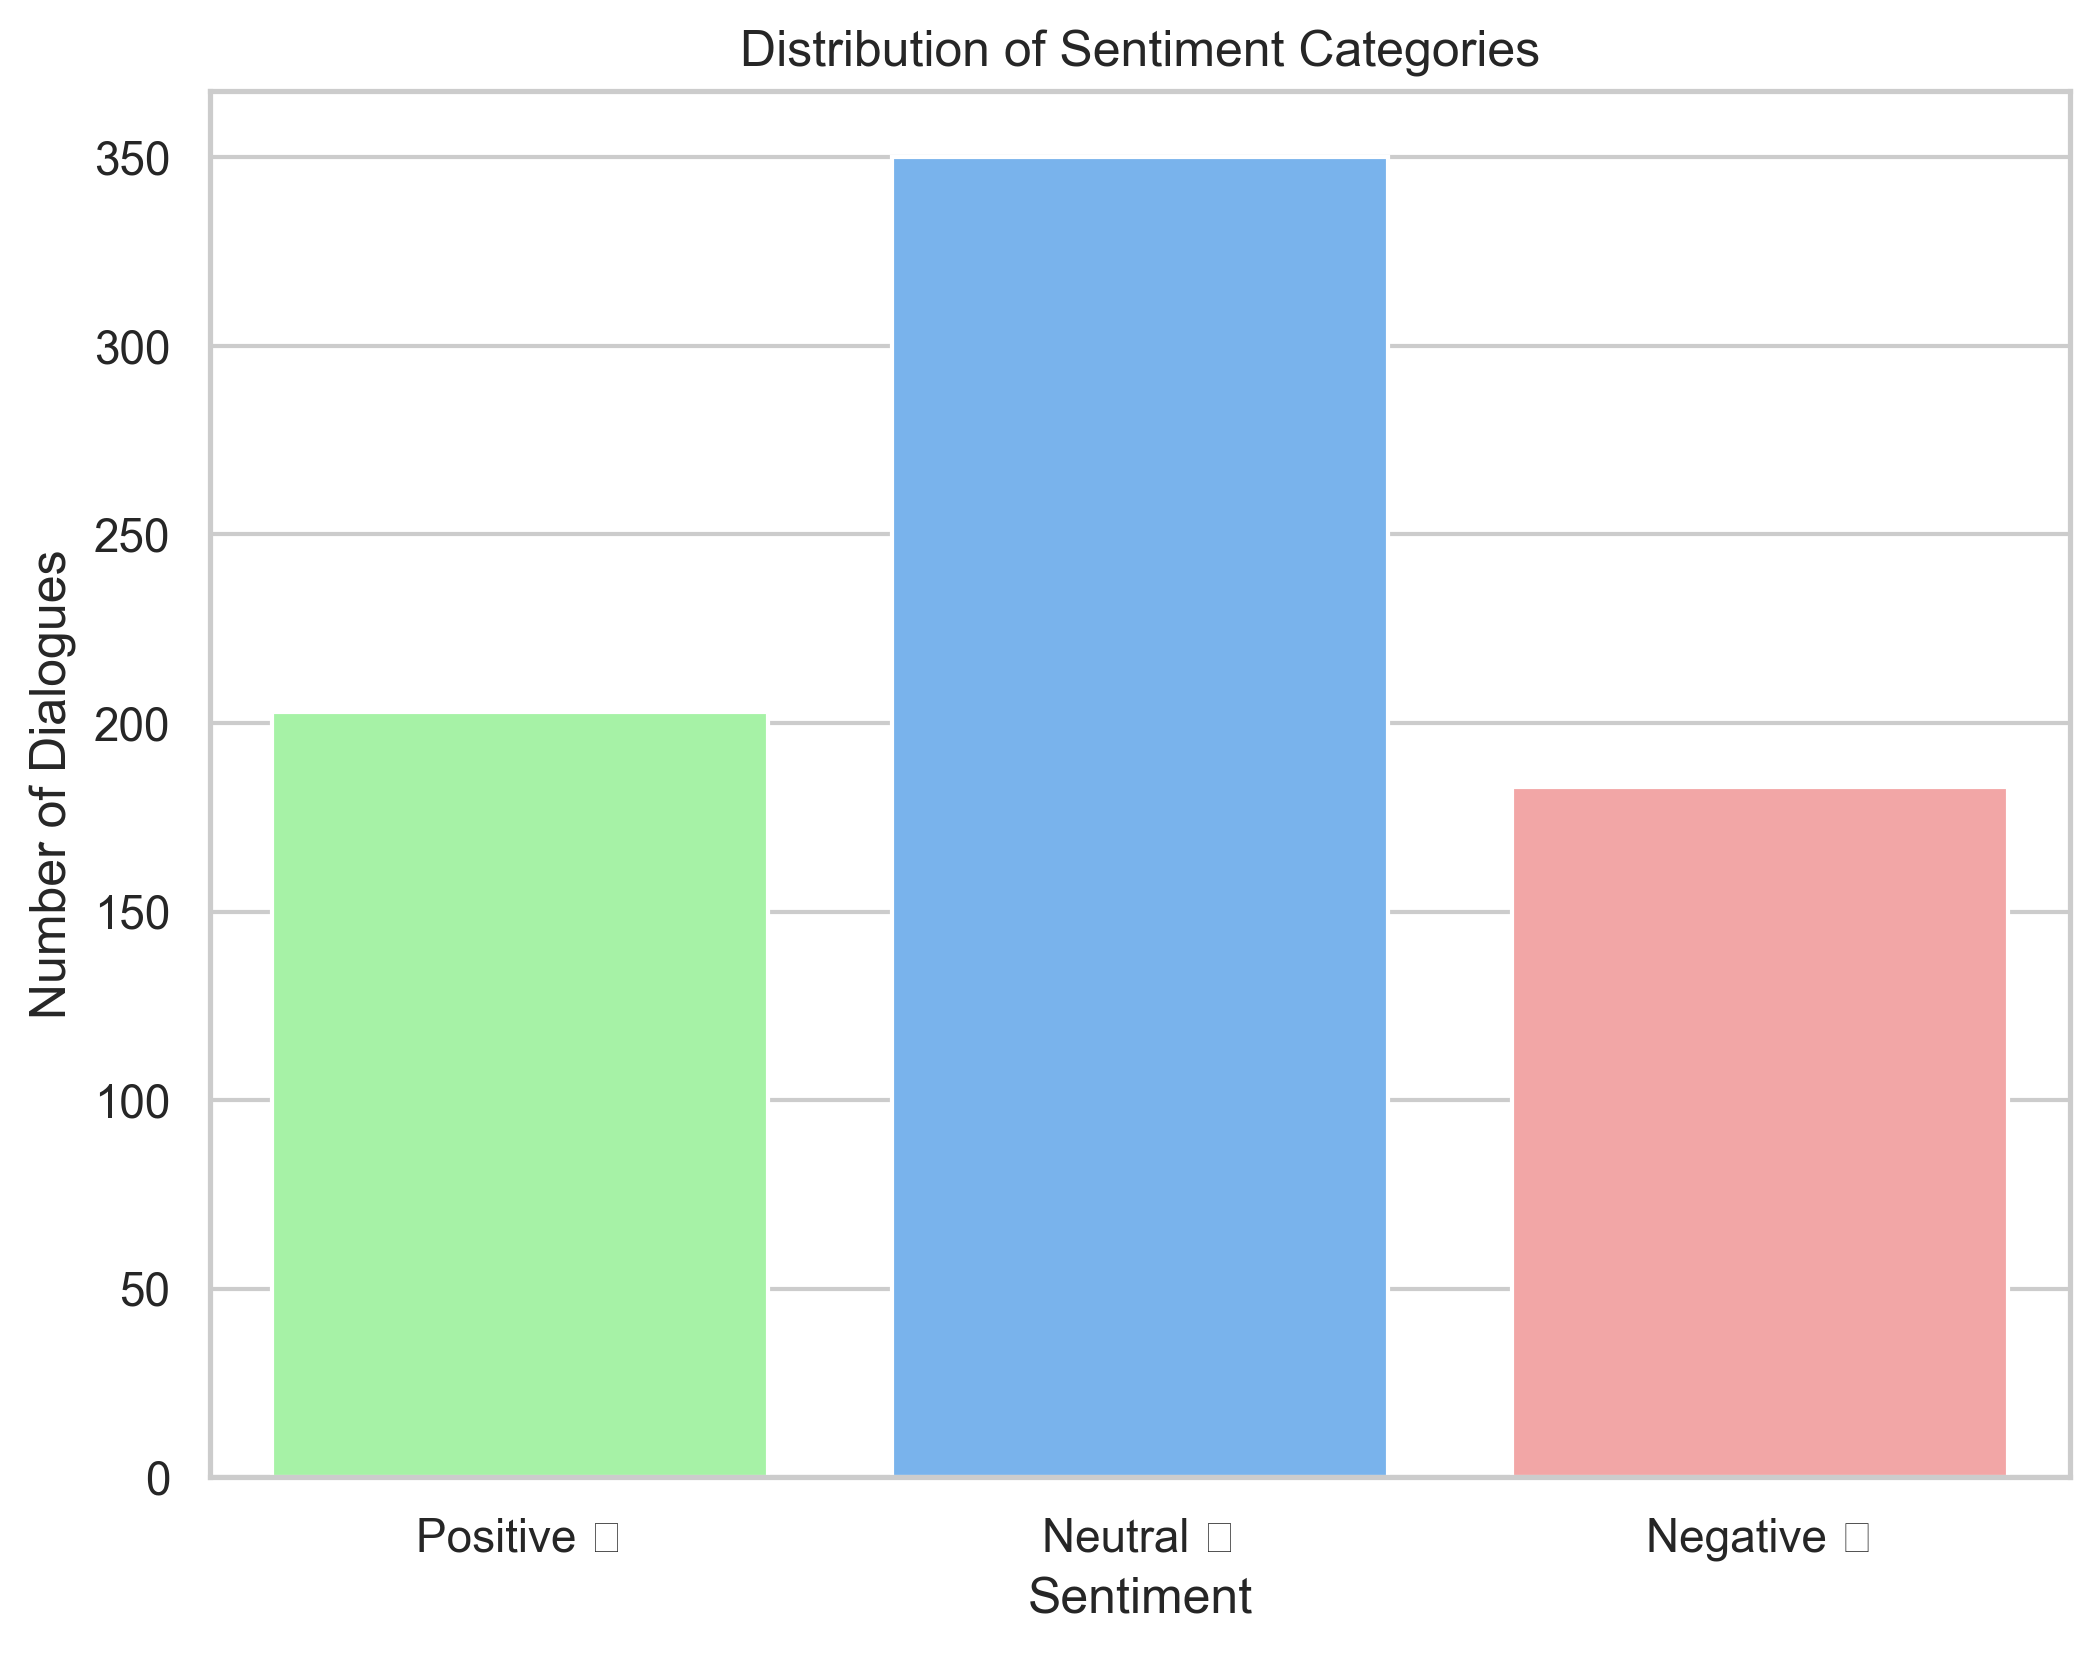 Distribution of Sentiment Categories
350
300
250
200
150
100
50
0
Number of Dialogues
Positive □
Neutral □
Negative □
Sentiment